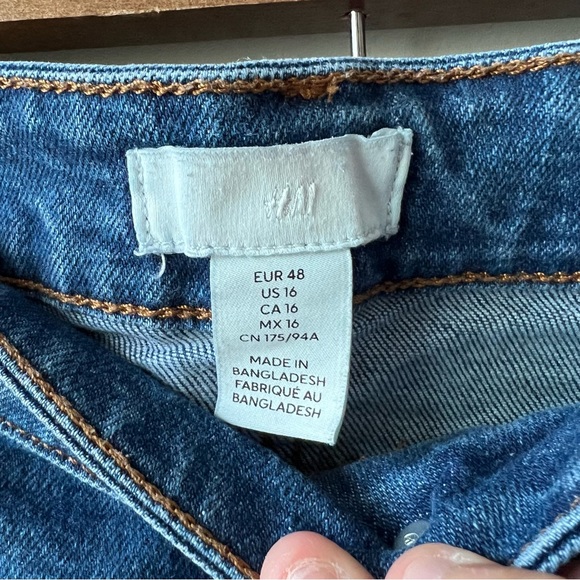 H&M
EUR 48
US 16
CA 16
MX 16
CN 175/94A
MADE IN
BANGLADESH
FABRIQUÉ AU
BANGLADESH